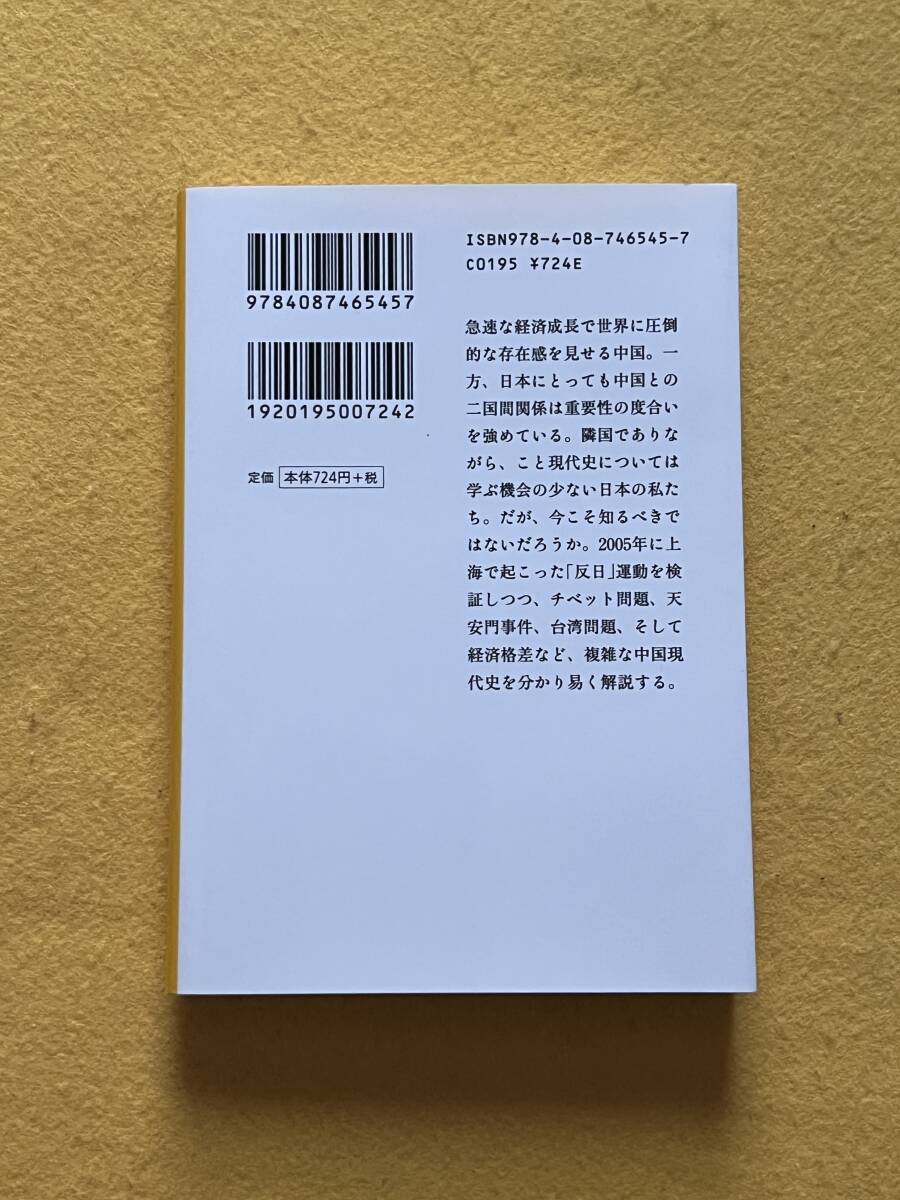 9784087465457
1920195007242
定価 本体724円+税
ISBN978-4-08-746545-7
C0195 ¥724E
急速な経済成長で世界に圧倒
的な存在感を見せる中国。一
方、日本にとっても中国との
二国間関係は重要性の度合い
を強めている。隣国でありな
がら、こと現代史については
学ぶ機会の少ない日本の私た
ち。だが、今こそ知るべきで
はないだろうか。2005年に上
海で起こった「反日」運動を検
証しつつ、チベット問題、天
安門事件、台湾問題、そして
経済格差など、複雑な中国現
代史を分かり易く解説する。